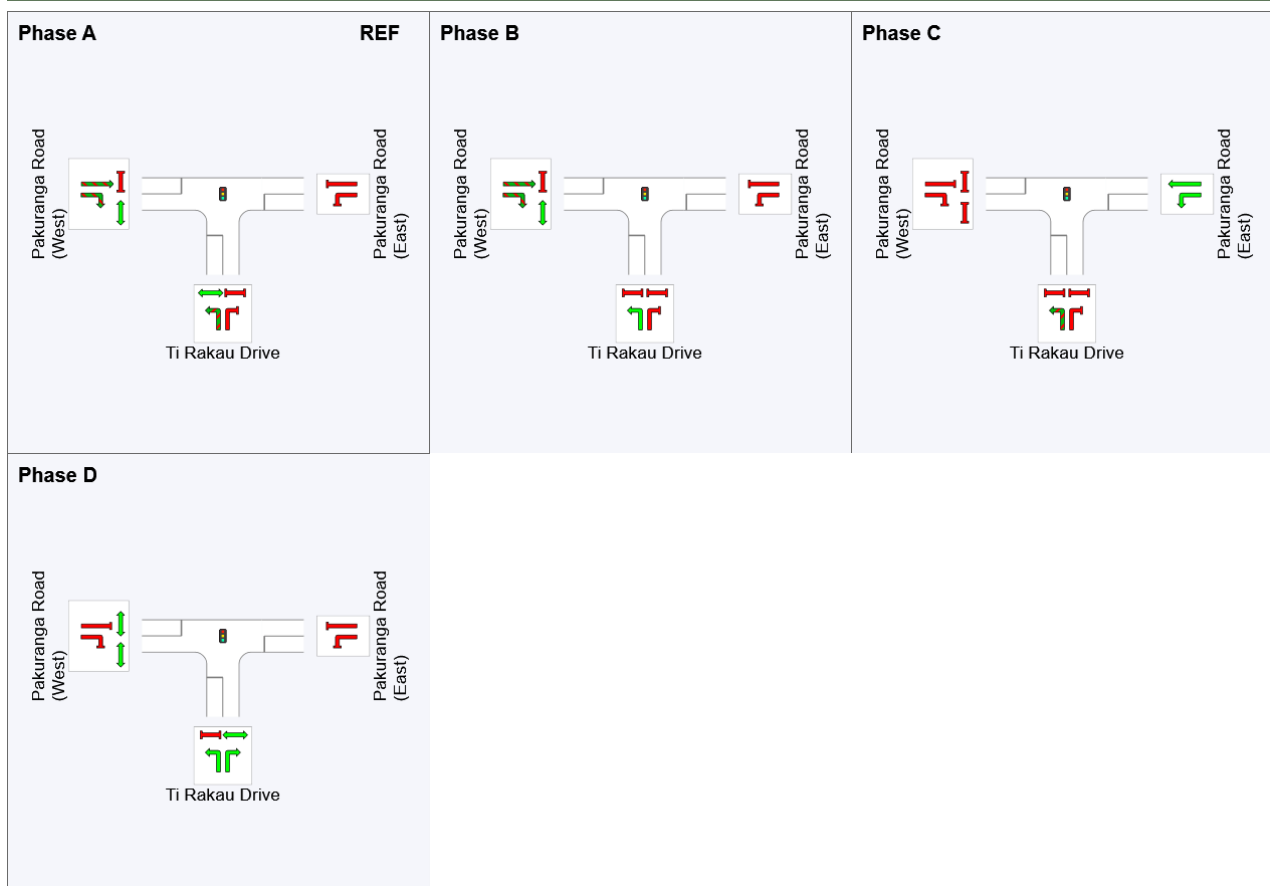 Phase A
REF
Pakuranga Road
(West)
Pakuranga Road
(East)
Ti Rakau Drive
Phase B
Pakuranga Road
(West)
Pakuranga Road
(East)
Ti Rakau Drive
Phase C
Pakuranga Road
(West)
Pakuranga Road
(East)
Ti Rakau Drive
Phase D
Pakuranga Road
(West)
Pakuranga Road
(East)
Ti Rakau Drive